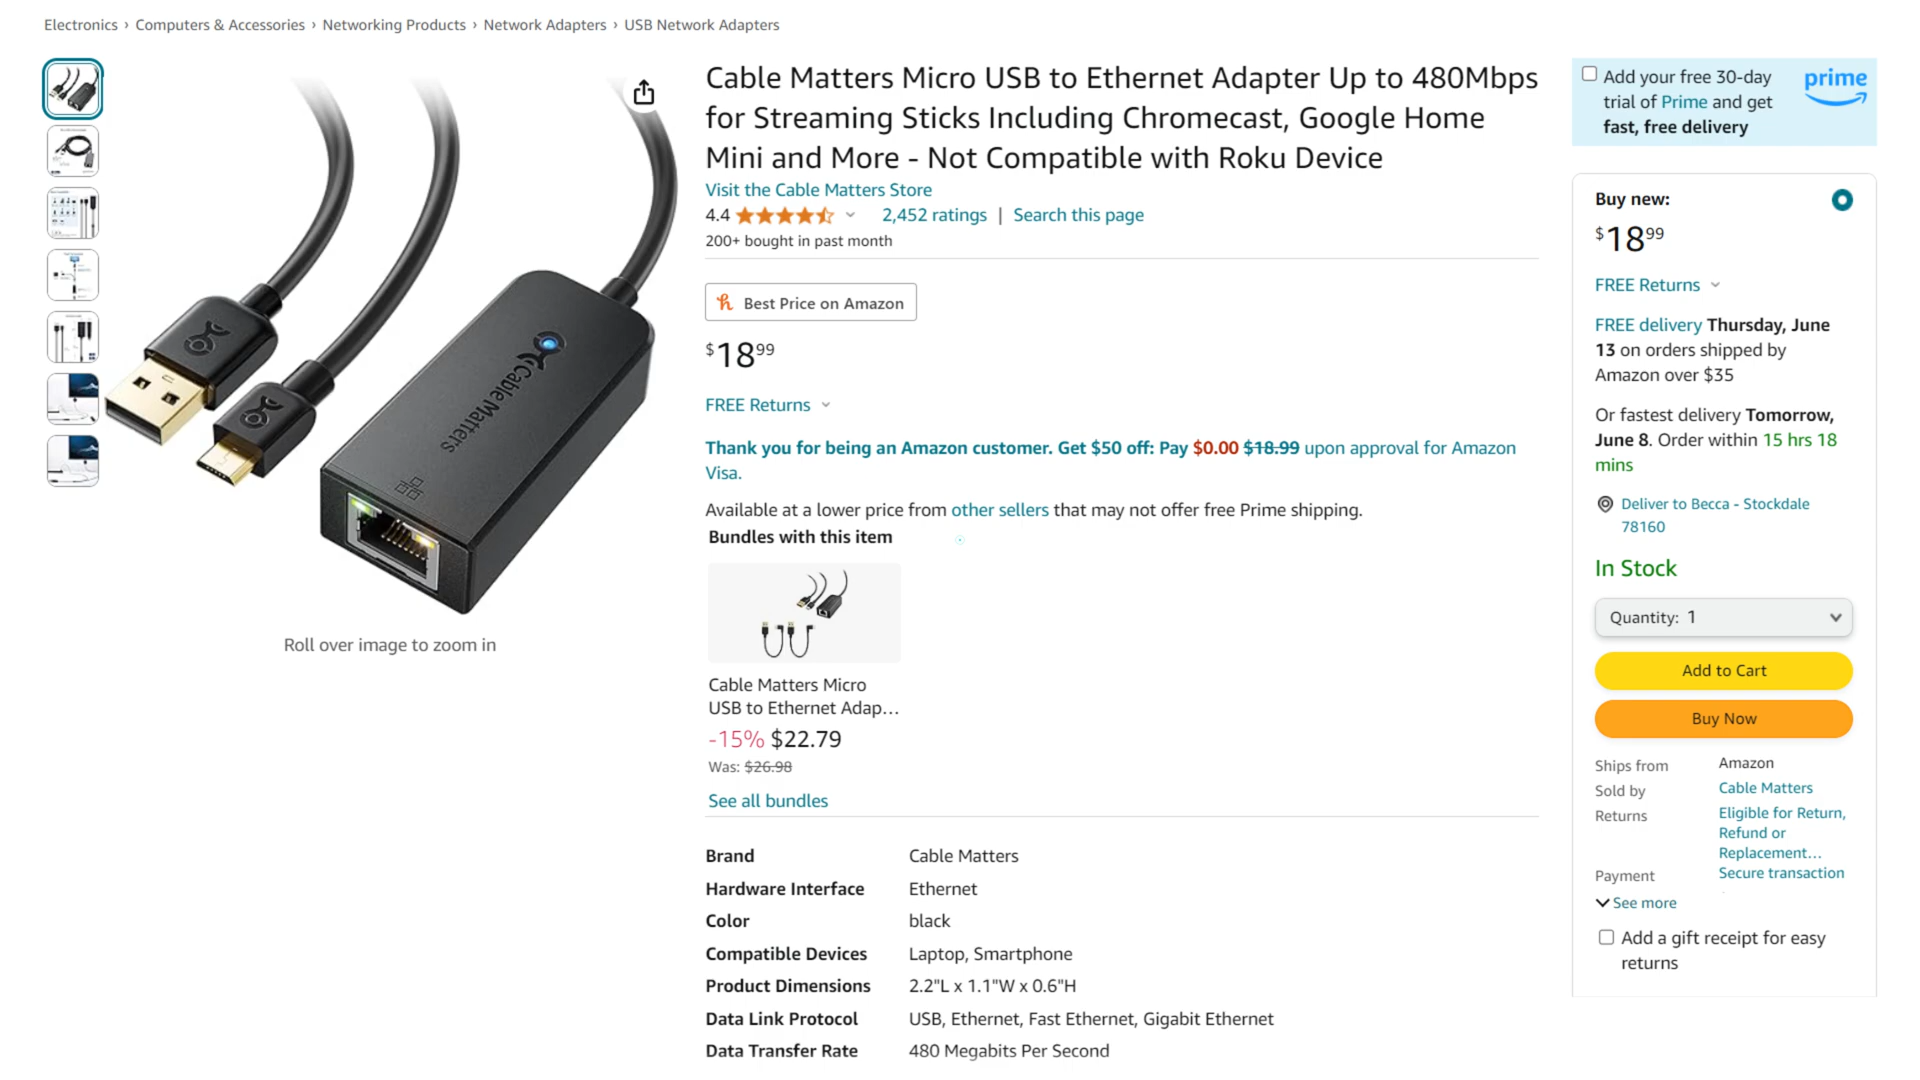 Electronics › Computers & Accessories › Networking Products › Network Adapters › USB Network Adapters
Cable Matters
Roll over image to zoom in
Cable Matters Micro USB to Ethernet Adapter Up to 480Mbps
for Streaming Sticks Including Chromecast, Google Home
Mini and More - Not Compatible with Roku Device
Visit the Cable Matters Store
4.4 2,452 ratings | Search this page
200+ bought in past month
Best Price on Amazon
$18 99
FREE Returns
Thank you for being an Amazon customer. Get $50 off: Pay $0.00 $18.99 upon approval for Amazon
Visa.
Available at a lower price from other sellers that may not offer free Prime shipping.
Bundles with this item
Cable Matters Micro
USB to Ethernet Adap…
-15% $22.79
Was: $26.98
See all bundles
Brand Cable Matters
Hardware Interface Ethernet
Color black
Compatible Devices Laptop, Smartphone
Product Dimensions 2.2"L x 1.1"W x 0.6"H
Data Link Protocol USB, Ethernet, Fast Ethernet, Gigabit Ethernet
Data Transfer Rate 480 Megabits Per Second
Add your free 30-day
trial of Prime and get
fast, free delivery
prime
Buy new:
$18 99
FREE Returns
FREE delivery Thursday, June
13 on orders shipped by
Amazon over $35
Or fastest delivery Tomorrow,
June 8. Order within 15 hrs 18
mins
Deliver to Becca - Stockdale
78160
In Stock
Quantity: 1
Add to Cart
Buy Now
Ships from Amazon
Sold by Cable Matters
Returns Eligible for Return,
Refund or
Replacement…
Payment Secure transaction
See more
Add a gift receipt for easy
returns